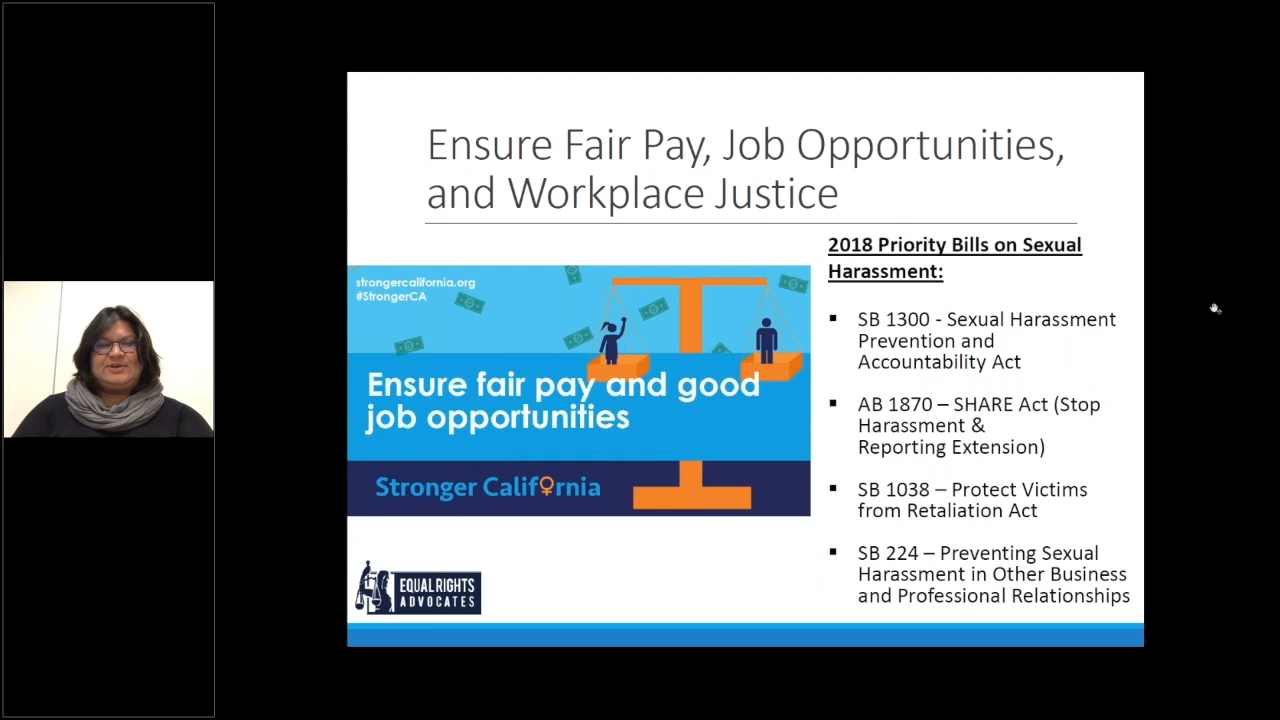 Ensure Fair Pay, Job Opportunities,
and Workplace Justice
strongercalifornia.org
#StrongerCA
Ensure fair pay and good
job opportunities
Stronger Calif♀rnia
EQUAL RIGHTS
ADVOCATES
2018 Priority Bills on Sexual
Harassment:
▪ SB 1300 - Sexual Harassment
Prevention and
Accountability Act
▪ AB 1870 – SHARE Act (Stop
Harassment &
Reporting Extension)
▪ SB 1038 – Protect Victims
from Retaliation Act
▪ SB 224 – Preventing Sexual
Harassment in Other Business
and Professional Relationships